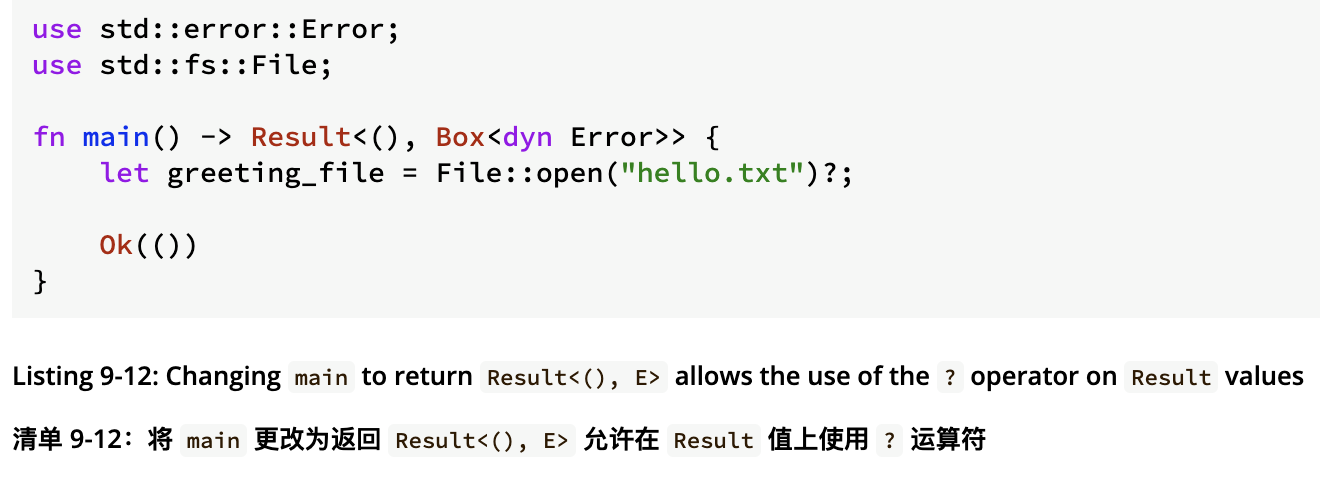 use std::error::Error;
use std::fs::File;

fn main() -> Result<(), Box<dyn Error>> {
    let greeting_file = File::open("hello.txt")?;

    Ok(())
}

Listing 9-12: Changing main to return Result<(), E> allows the use of the ? operator on Result values
清单 9-12：将 main 更改为返回 Result<(), E> 允许在 Result 值上使用 ? 运算符